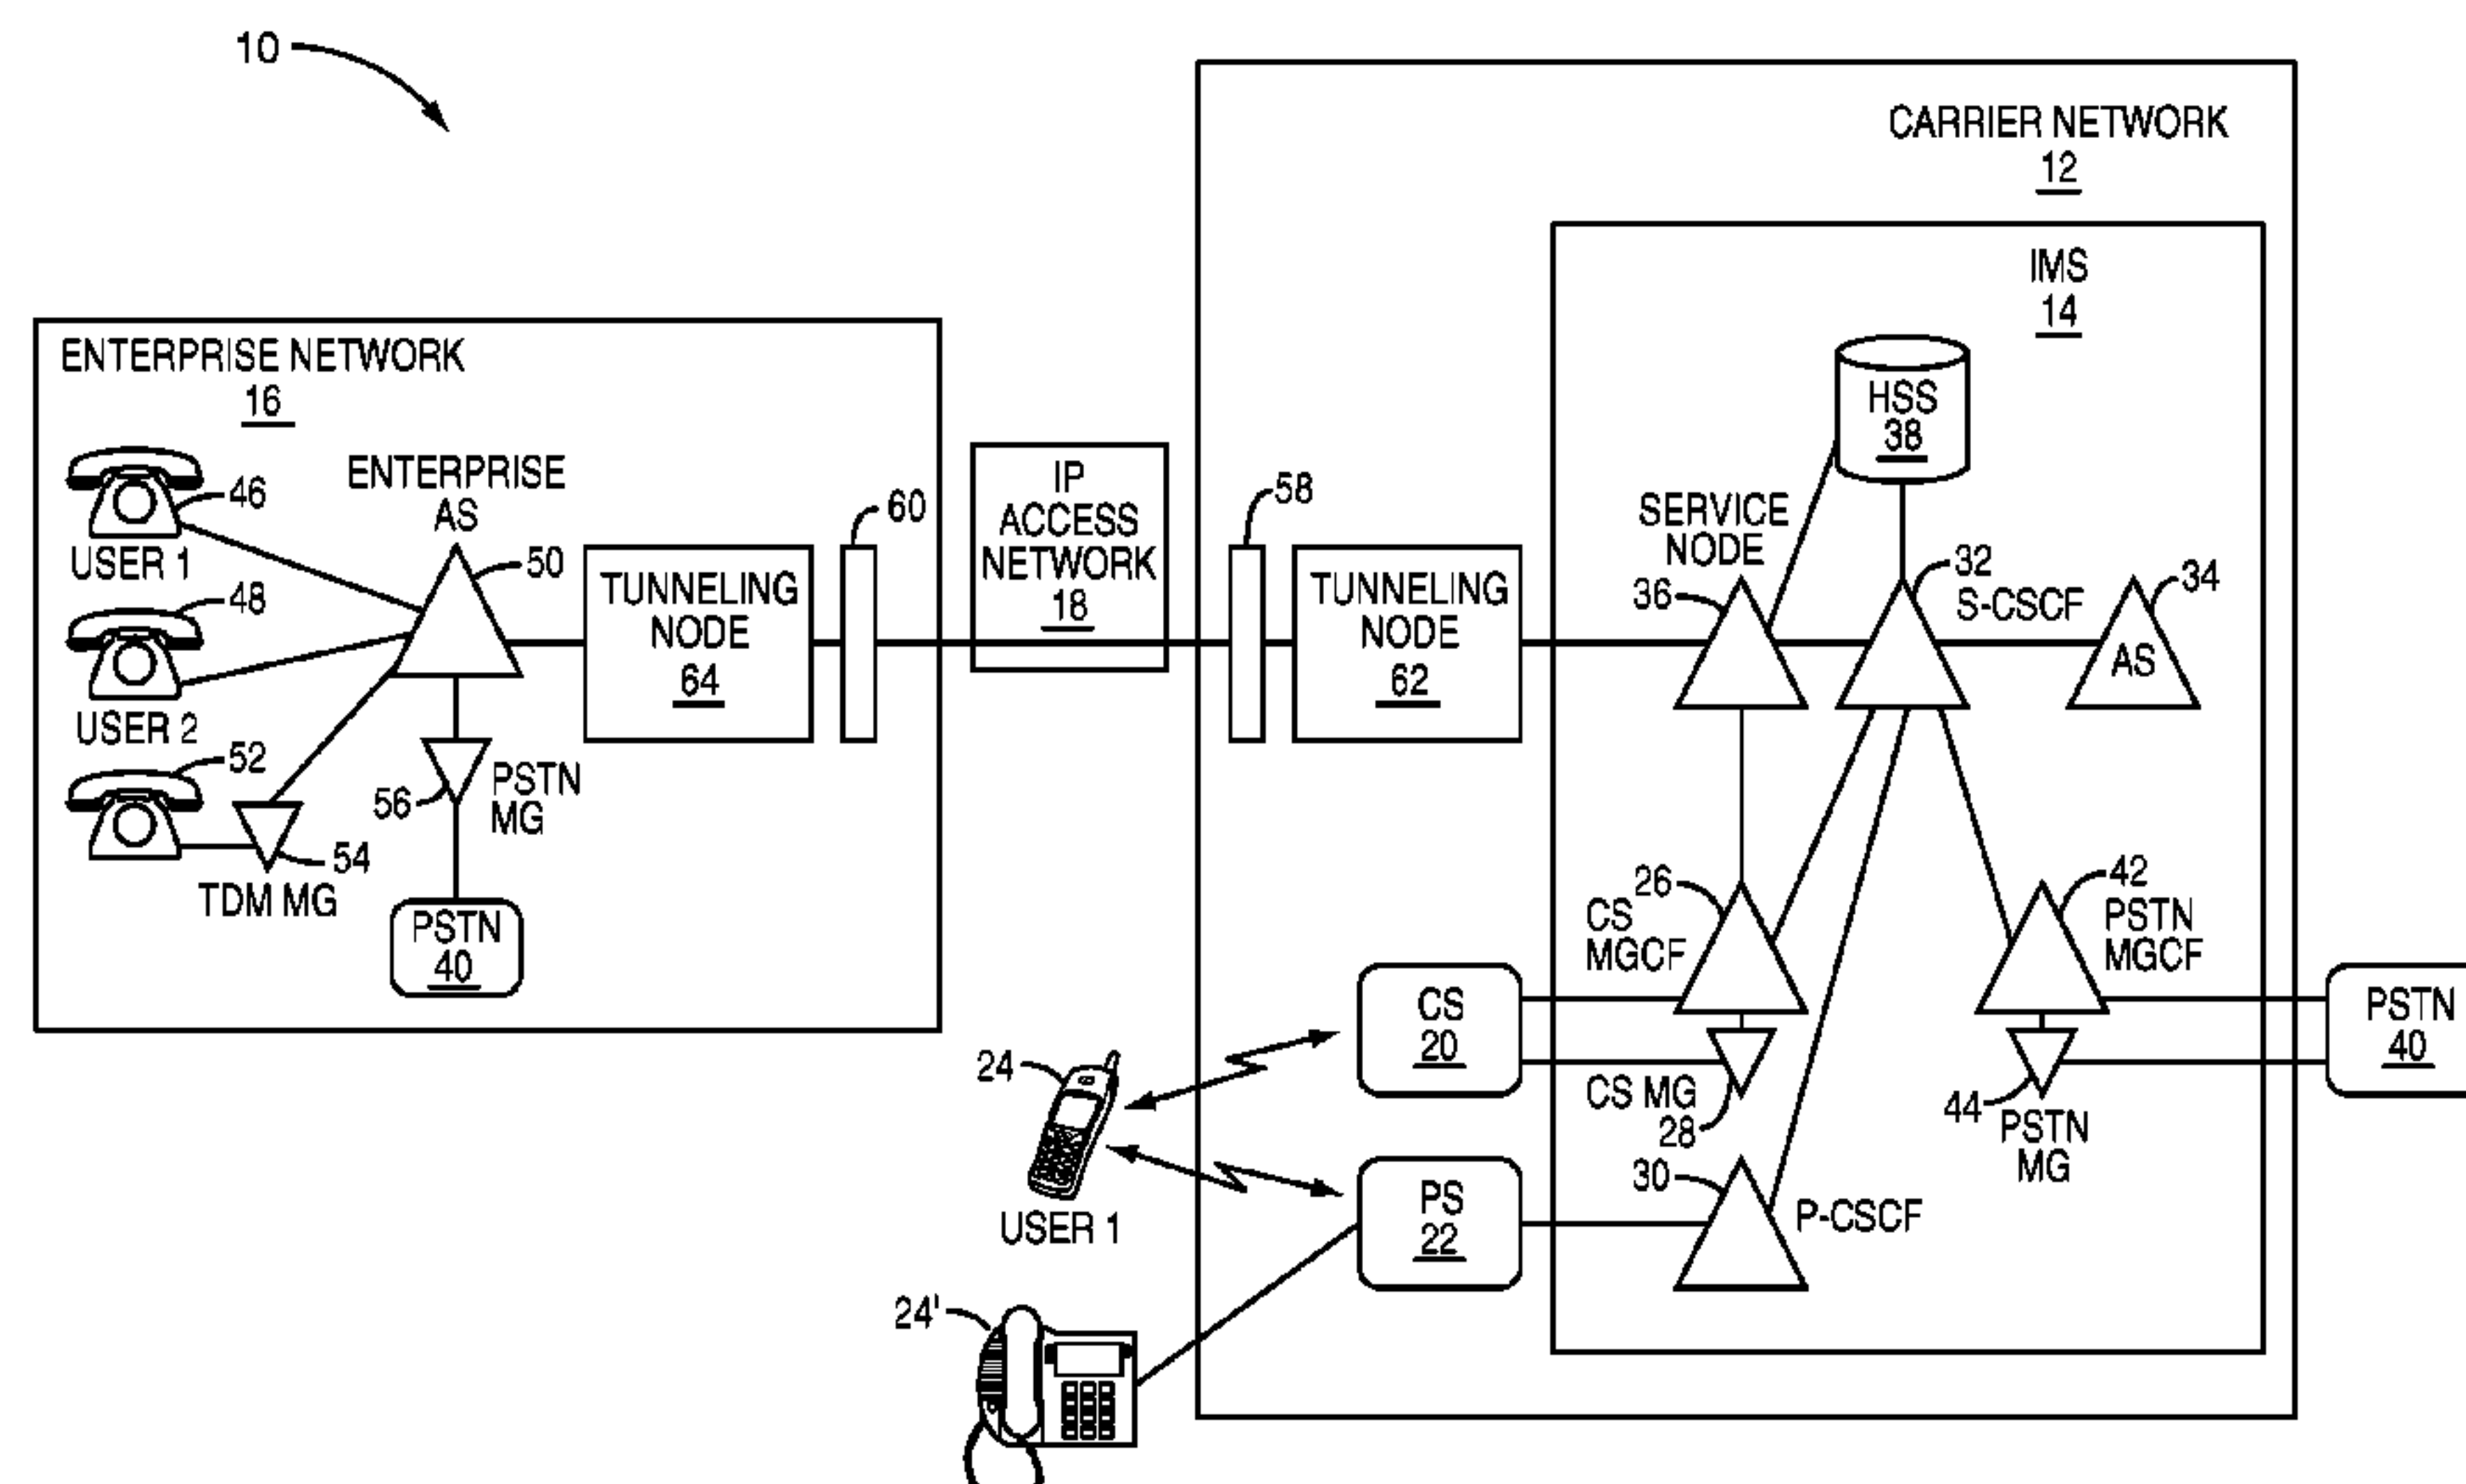 10
CARRIER NETWORK
12
IMS
14
ENTERPRISE NETWORK
16
HSS
38
46
USER 1
ENTERPRISE
AS
50
48
USER 2
52
TUNNELING
NODE
64
60
IP
ACCESS
NETWORK
18
58
TUNNELING
NODE
62
SERVICE
NODE
36
32
S-CSCF
34
AS
56
PSTN
MG
54
TDM MG
PSTN
40
26
CS
MGCF
42
PSTN
MGCF
CS
20
CS MG
28
44
PSTN
MG
PSTN
40
24
USER 1
PS
22
30
P-CSCF
24'